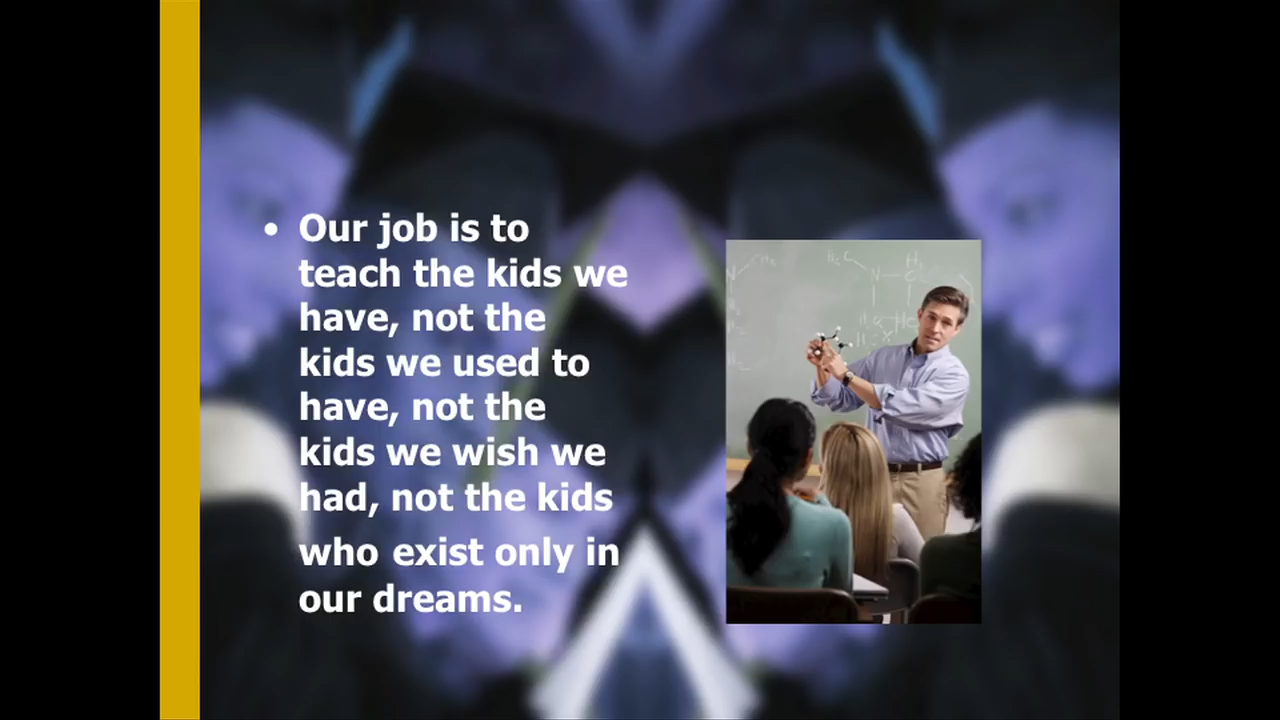 • Our job is to
teach the kids we
have, not the
kids we used to
have, not the
kids we wish we
had, not the kids
who exist only in
our dreams.